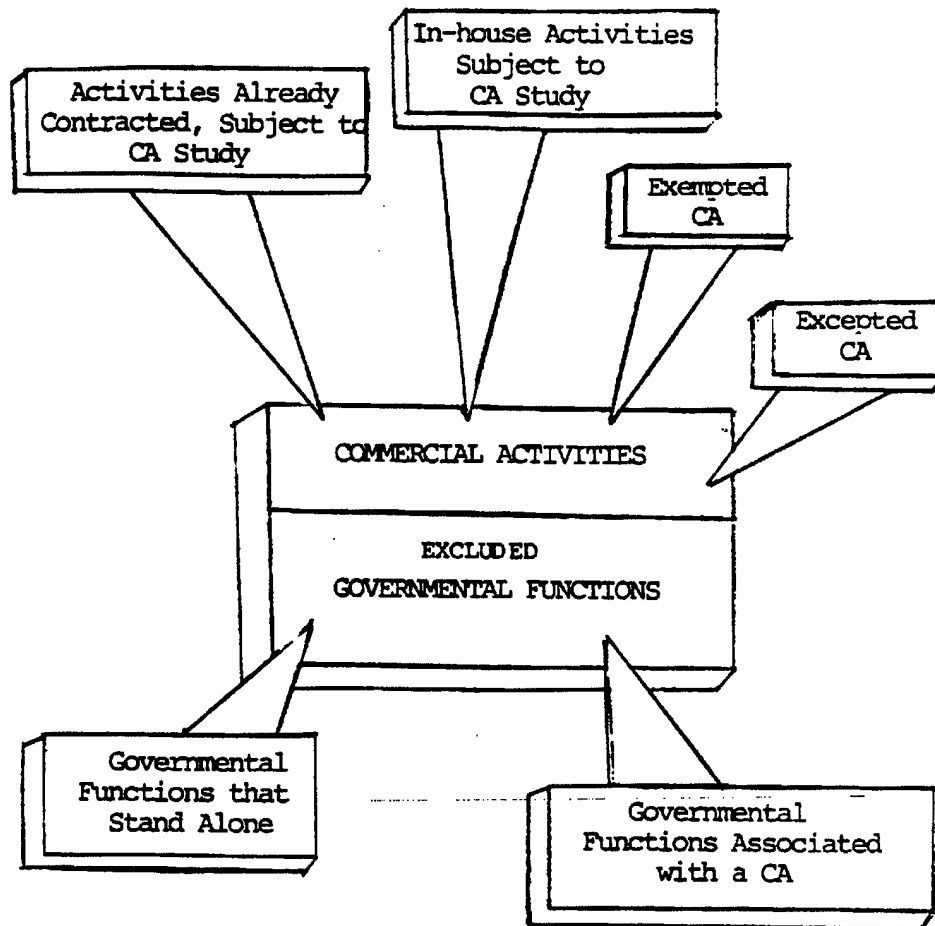 In-house Activities
Subject to
CA Study
Activities Already
Contracted, Subject to
CA Study
Exempted
CA
Excepted
CA
COMMERCIAL ACTIVITIES
EXCLUDED
GOVERNMENTAL FUNCTIONS
Governmental
Functions that
Stand Alone
Governmental
Functions Associated
with a CA